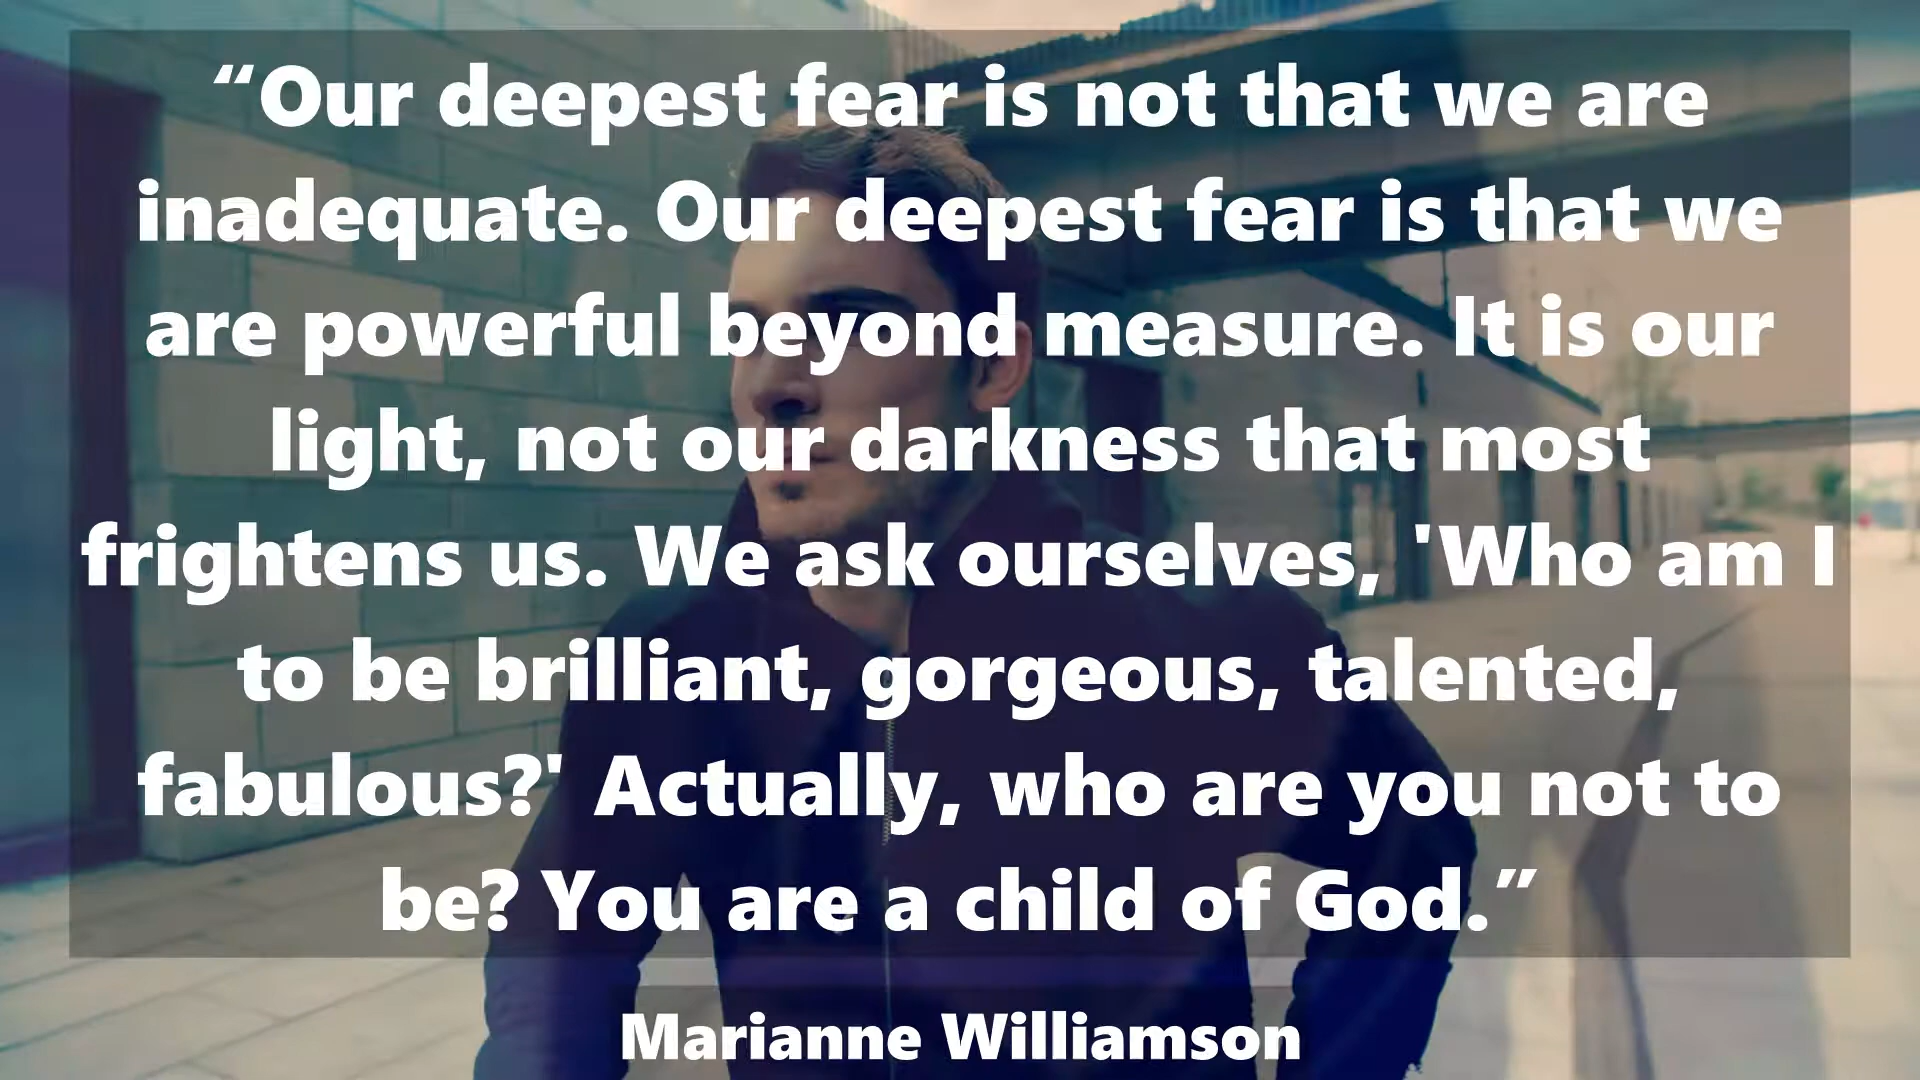 “Our deepest fear is not that we are
inadequate. Our deepest fear is that we
are powerful beyond measure. It is our
light, not our darkness that most
frightens us. We ask ourselves, 'Who am I
to be brilliant, gorgeous, talented,
fabulous?' Actually, who are you not to
be? You are a child of God.”
Marianne Williamson